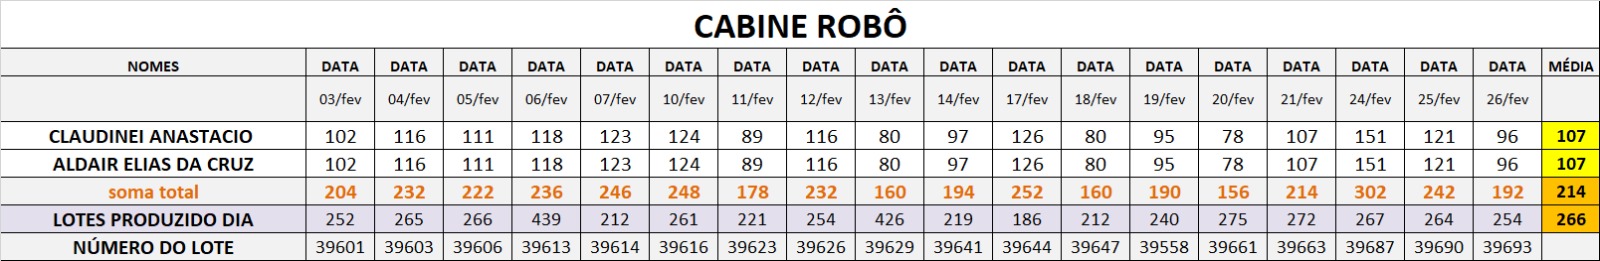 CABINE ROBÔ
NOMES DATA DATA DATA DATA DATA DATA DATA DATA DATA DATA DATA DATA DATA DATA DATA DATA DATA DATA MÉDIA
03/fev 04/fev 05/fev 06/fev 07/fev 10/fev 11/fev 12/fev 13/fev 14/fev 17/fev 18/fev 19/fev 20/fev 21/fev 24/fev 25/fev 26/fev
CLAUDINEI ANASTACIO 102 116 111 118 123 124 89 116 80 97 126 80 95 78 107 151 121 96 107
ALDAIR ELIAS DA CRUZ 102 116 111 118 123 124 89 116 80 97 126 80 95 78 107 151 121 96 107
soma total 204 232 222 236 246 248 178 232 160 194 252 160 190 156 214 302 242 192 214
LOTES PRODUZIDO DIA 252 265 266 439 212 261 221 254 426 219 186 212 240 275 272 267 264 254 266
NÚMERO DO LOTE 39601 39603 39606 39613 39614 39616 39623 39626 39629 39641 39644 39647 39558 39661 39663 39687 39690 39693